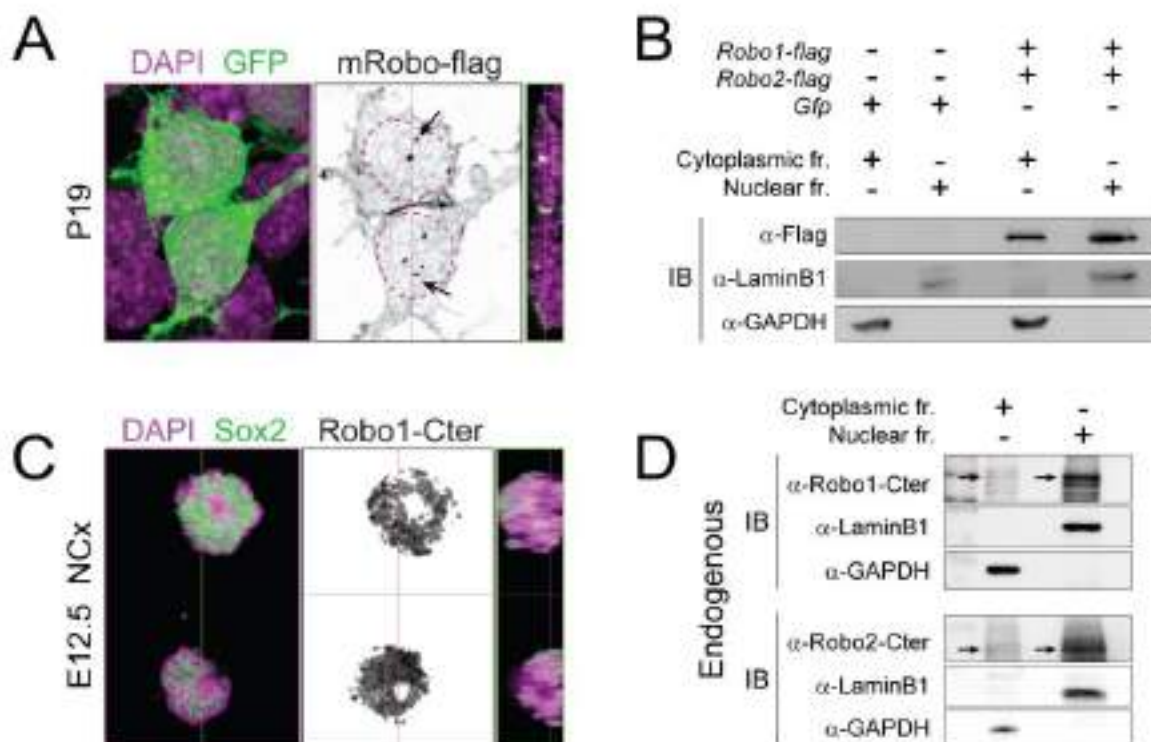 A
DAPI GFP mRobo-flag
P19
B
Robo1-flag - - + +
Robo2-flag - - + +
Gfp + + - -
Cytoplasmic fr. + - + -
Nuclear fr. - + - +
IB
α-Flag
α-LaminB1
α-GAPDH
C
DAPI Sox2 Robo1-Cter
E12.5 NCx
D
Cytoplasmic fr. + -
Nuclear fr. - +
Endogenous
IB
α-Robo1-Cter
α-LaminB1
α-GAPDH
IB
α-Robo2-Cter
α-LaminB1
α-GAPDH